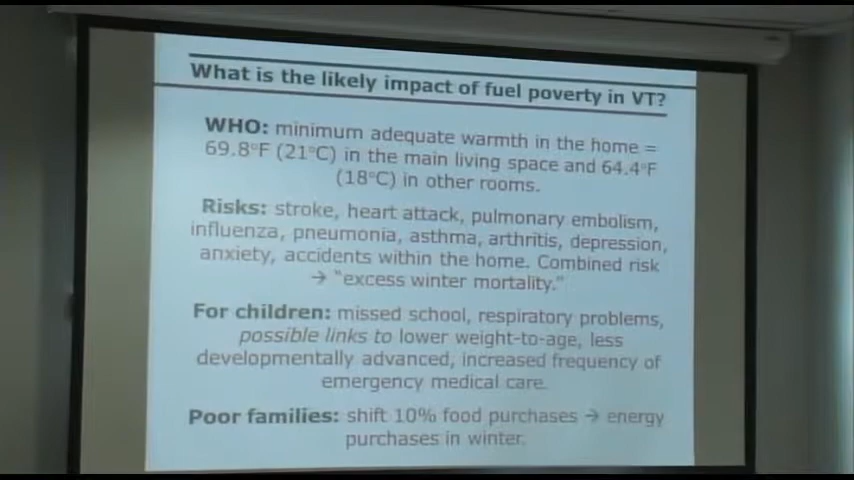 What is the likely impact of fuel poverty in VT?
WHO: minimum adequate warmth in the home =
69.8°F (21°C) in the main living space and 64.4°F
(18°C) in other rooms.
Risks: stroke, heart attack, pulmonary embolism,
influenza, pneumonia, asthma, arthritis, depression,
anxiety, accidents within the home. Combined risk
→ "excess winter mortality."
For children: missed school, respiratory problems,
possible links to lower weight-to-age, less
developmentally advanced, increased frequency of
emergency medical care.
Poor families: shift 10% food purchases → energy
purchases in winter.